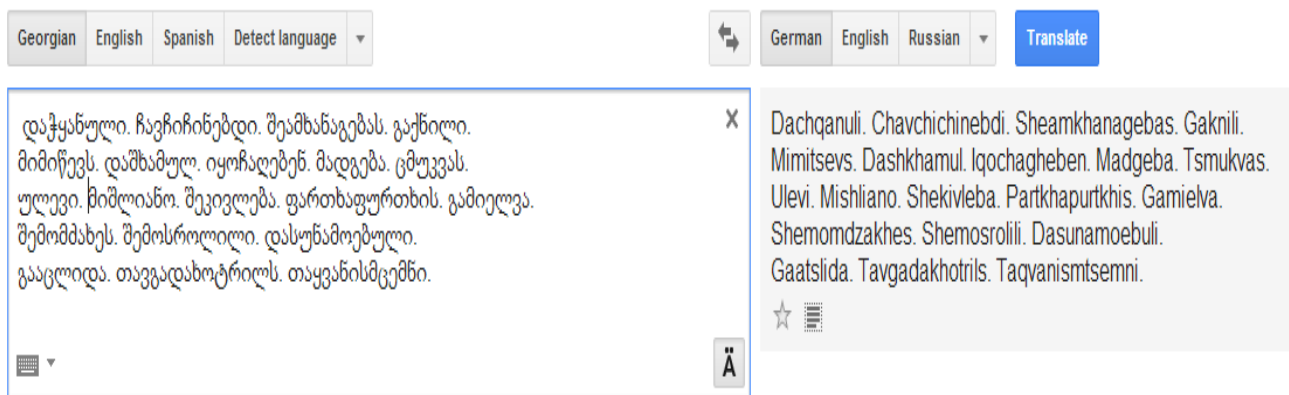 Georgian English Spanish Detect language German English Russian Translate
დაჭყანული. ჩავჩიჩინებდი. შეამხანაგებას. გაქნილი.
მიმიწევს. დაშხამულ. იყოჩაღებენ. მადგება. ცმუკვას.
ულევი. მიშლიანო. შეკივლება. ფართხაფურთხის. გამიელვა.
შემომძახეს. შემოსროლილი. დასუნამოებული.
გააცლიდა. თავგადახოტრილს. თაყვანისმცემნი.
Ä
Dachqanuli. Chavchichinebdi. Sheamkhanagebas. Gaknili.
Mimitsevs. Dashkhamul. Iqochagheben. Madgeba. Tsmukvas.
Ulevi. Mishliano. Shekivleba. Partkhapurtkhis. Gamielva.
Shemomdzakhes. Shemosrolili. Dasunamoebuli.
Gaatslida. Tavgadakhotrils. Taqvanismtsemni.